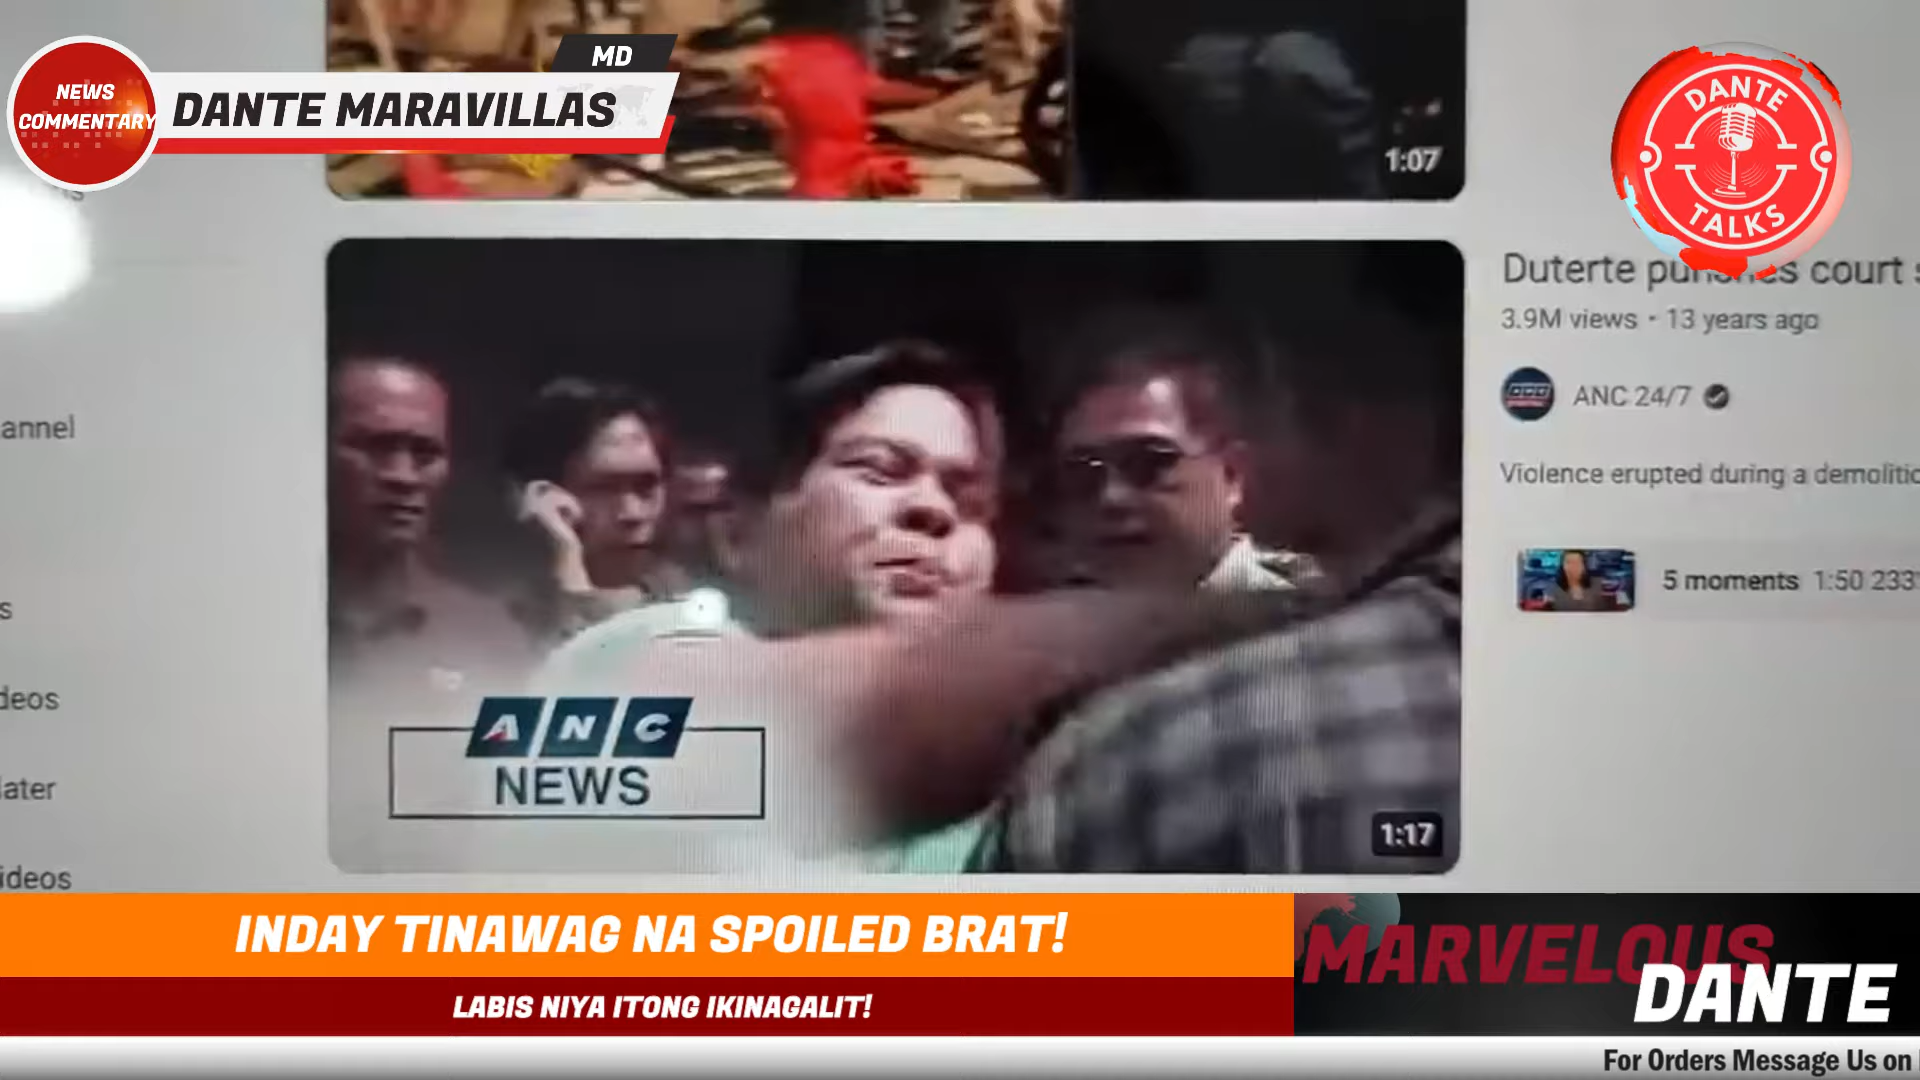 MD
NEWS
COMMENTARY
DANTE MARAVILLAS
DANTE
TALKS
1:07
Duterte punches court
3.9M views • 13 years ago
ANC 24/7
Violence erupted during a
5 moments 1:50 233
annel
s
deos
later
ideos
ANC
NEWS
1:17
INDAY TINAWAG NA SPOILED BRAT!
LABIS NIYA ITONG IKINAGALIT!
MARVELOUS
DANTE
For Orders Message Us on